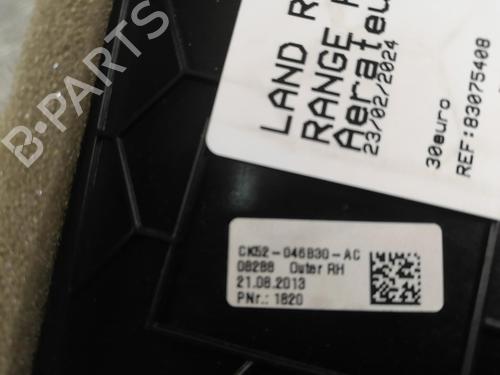 LAND R
RANGE
Aerateu
23/02/2024
30euro
REF:83075408
CK52-046B30-AC
08288 Outer RH
21.08.2013
PNr.: 1820
B-PARTS